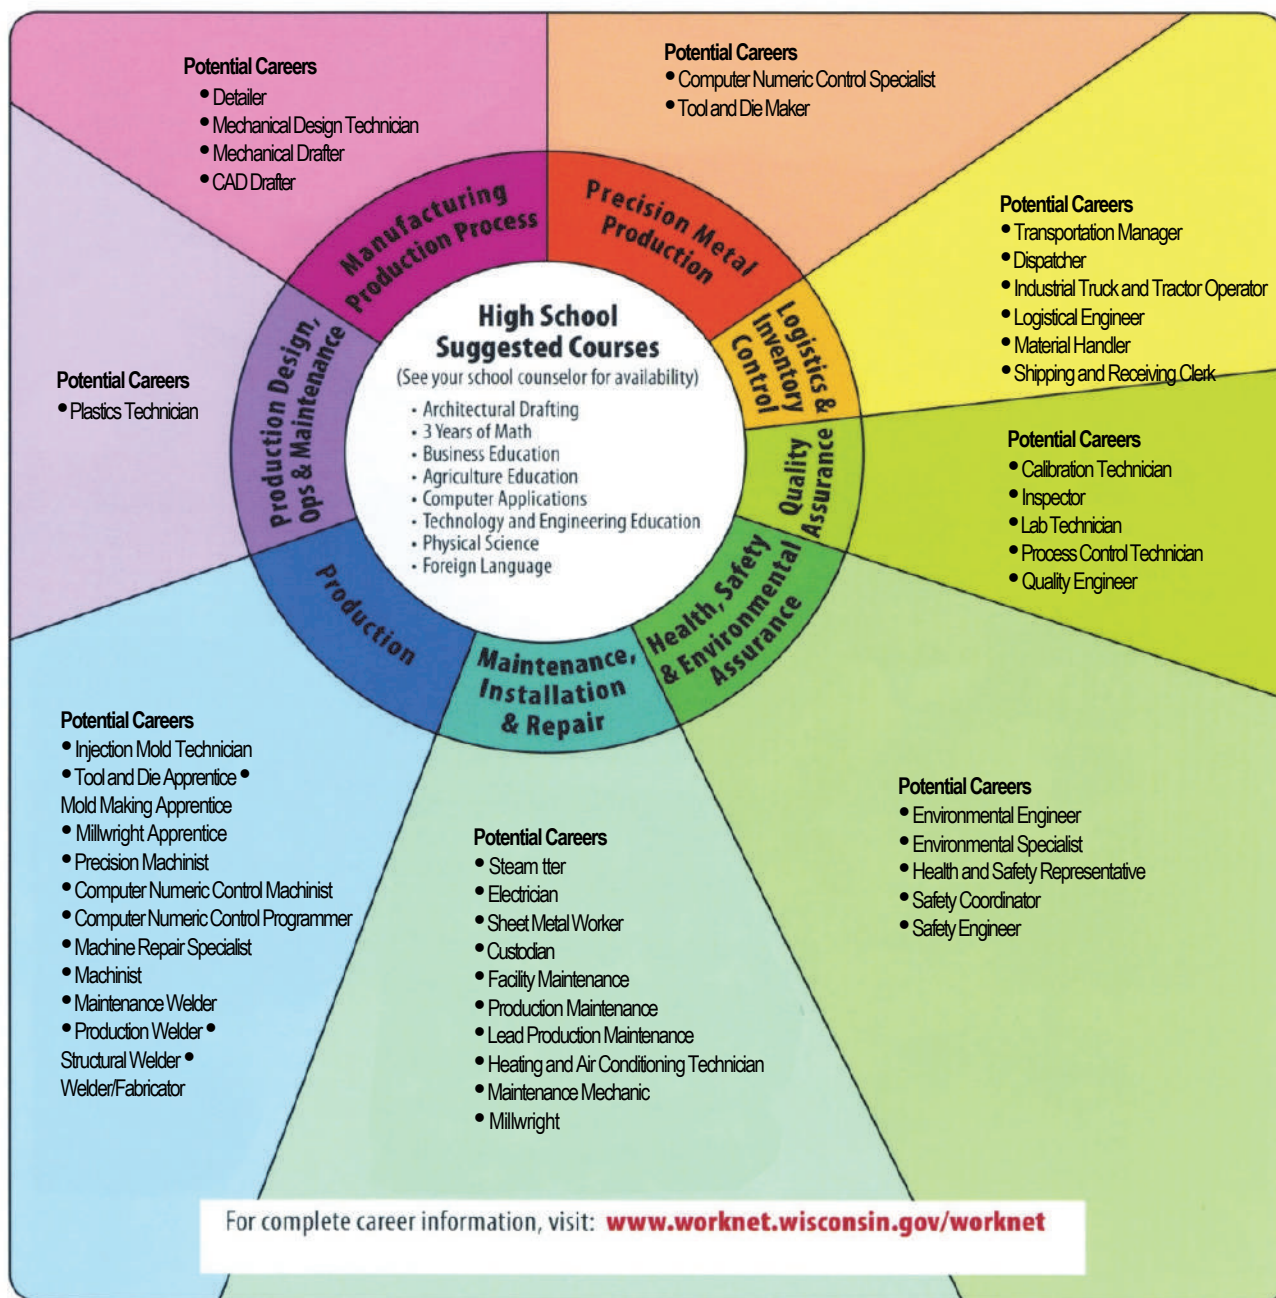 Potential Careers
• Detailer
• Mechanical Design Technician
• Mechanical Drafter
• CAD Drafter
Potential Careers
• Computer Numeric Control Specialist
• Tool and Die Maker
Potential Careers
• Transportation Manager
• Dispatcher
• Industrial Truck and Tractor Operator
• Logistical Engineer
• Material Handler
• Shipping and Receiving Clerk
Potential Careers
• Calibration Technician
• Inspector
• Lab Technician
• Process Control Technician
• Quality Engineer
Potential Careers
• Environmental Engineer
• Environmental Specialist
• Health and Safety Representative
• Safety Coordinator
• Safety Engineer
Potential Careers
• Steam tter
• Electrician
• Sheet Metal Worker
• Custodian
• Facility Maintenance
• Production Maintenance
• Lead Production Maintenance
• Heating and Air Conditioning Technician
• Maintenance Mechanic
• Millwright
Potential Careers
• Injection Mold Technician
• Tool and Die Apprentice •
Mold Making Apprentice
• Millwright Apprentice
• Precision Machinist
• Computer Numeric Control Machinist
• Computer Numeric Control Programmer
• Machine Repair Specialist
• Machinist
• Maintenance Welder
• Production Welder •
Structural Welder •
Welder/Fabricator
Potential Careers
• Plastics Technician
Manufacturing
Production Process
Precision Metal
Production
Logistics &
Inventory
Control
Quality
Assurance
Health, Safety
& Environmental
Assurance
Maintenance,
Installation
& Repair
Production
Production Design,
Ops & Maintenance
High School
Suggested Courses
(See your school counselor for availability)
• Architectural Drafting
• 3 Years of Math
• Business Education
• Agriculture Education
• Computer Applications
• Technology and Engineering Education
• Physical Science
• Foreign Language
For complete career information, visit: www.worknet.wisconsin.gov/worknet